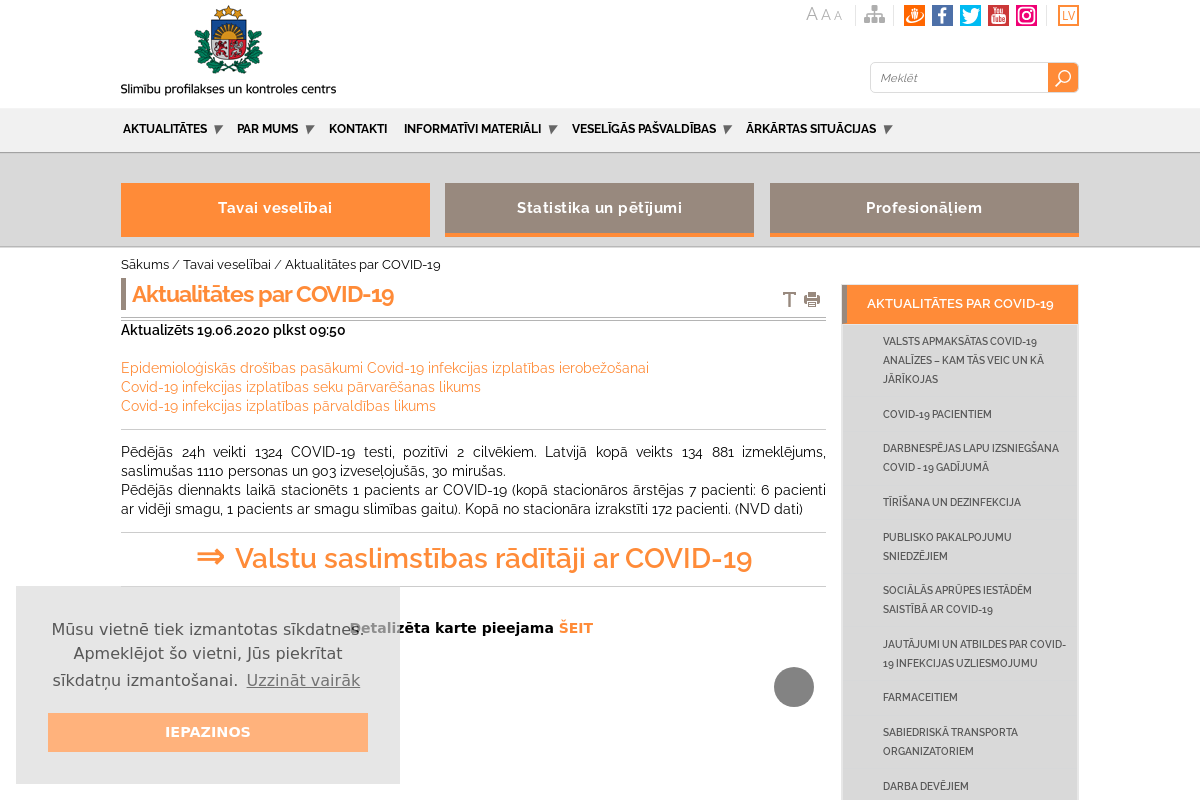 A A A
You
Tube
LV
Slimību profilakses un kontroles centrs
Meklēt
AKTUALITĀTES
PAR MUMS
KONTAKTI
INFORMATĪVI MATERIĀLI
VESELĪGĀS PAŠVALDĪBAS
ĀRKĀRTAS SITUĀCIJAS
Tavai veselībai
Statistika un pētījumi
Profesionāļiem
Sākums / Tavai veselībai / Aktualitātes par COVID-19
Aktualitātes par COVID-19
Aktualizēts 19.06.2020 plkst 09:50
Epidemioloģiskās drošības pasākumi Covid-19 infekcijas izplatības ierobežošanai
Covid-19 infekcijas izplatības seku pārvarēšanas likums
Covid-19 infekcijas izplatības pārvaldības likums
Pēdējās 24h veikti 1324 COVID-19 testi, pozitīvi 2 cilvēkiem. Latvijā kopā veikts 134 881 izmeklējums,
saslimušas 1110 personas un 903 izveseļojušās, 30 mirušas.
Pēdējās diennakts laikā stacionēts 1 pacients ar COVID-19 (kopā stacionāros ārstējas 7 pacienti: 6 pacienti
ar vidēji smagu, 1 pacients ar smagu slimības gaitu). Kopā no stacionāra izrakstīti 172 pacienti. (NVD dati)
⇒ Valstu saslimstības rādītāji ar COVID-19
Detalizēta karte pieejama ŠEIT
Mūsu vietnē tiek izmantotas sīkdatnes.
Apmeklējot šo vietni, Jūs piekrītat
sīkdatņu izmantošanai. Uzzināt vairāk
IEPAZINOS
AKTUALITĀTES PAR COVID-19
VALSTS APMAKSĀTAS COVID-19
ANALĪZES – KAM TĀS VEIC UN KĀ
JĀRĪKOJAS
COVID-19 PACIENTIEM
DARBNESPĒJAS LAPU IZSNIEGŠANA
COVID - 19 GADĪJUMĀ
TĪRĪŠANA UN DEZINFEKCIJA
PUBLISKO PAKALPOJUMU
SNIEDZĒJIEM
SOCIĀLĀS APRŪPES IESTĀDĒM
SAISTĪBĀ AR COVID-19
JAUTĀJUMI UN ATBILDES PAR COVID-
19 INFEKCIJAS UZLIESMOJUMU
FARMACEITIEM
SABIEDRISKĀ TRANSPORTA
ORGANIZATORIEM
DARBA DEVĒJIEM